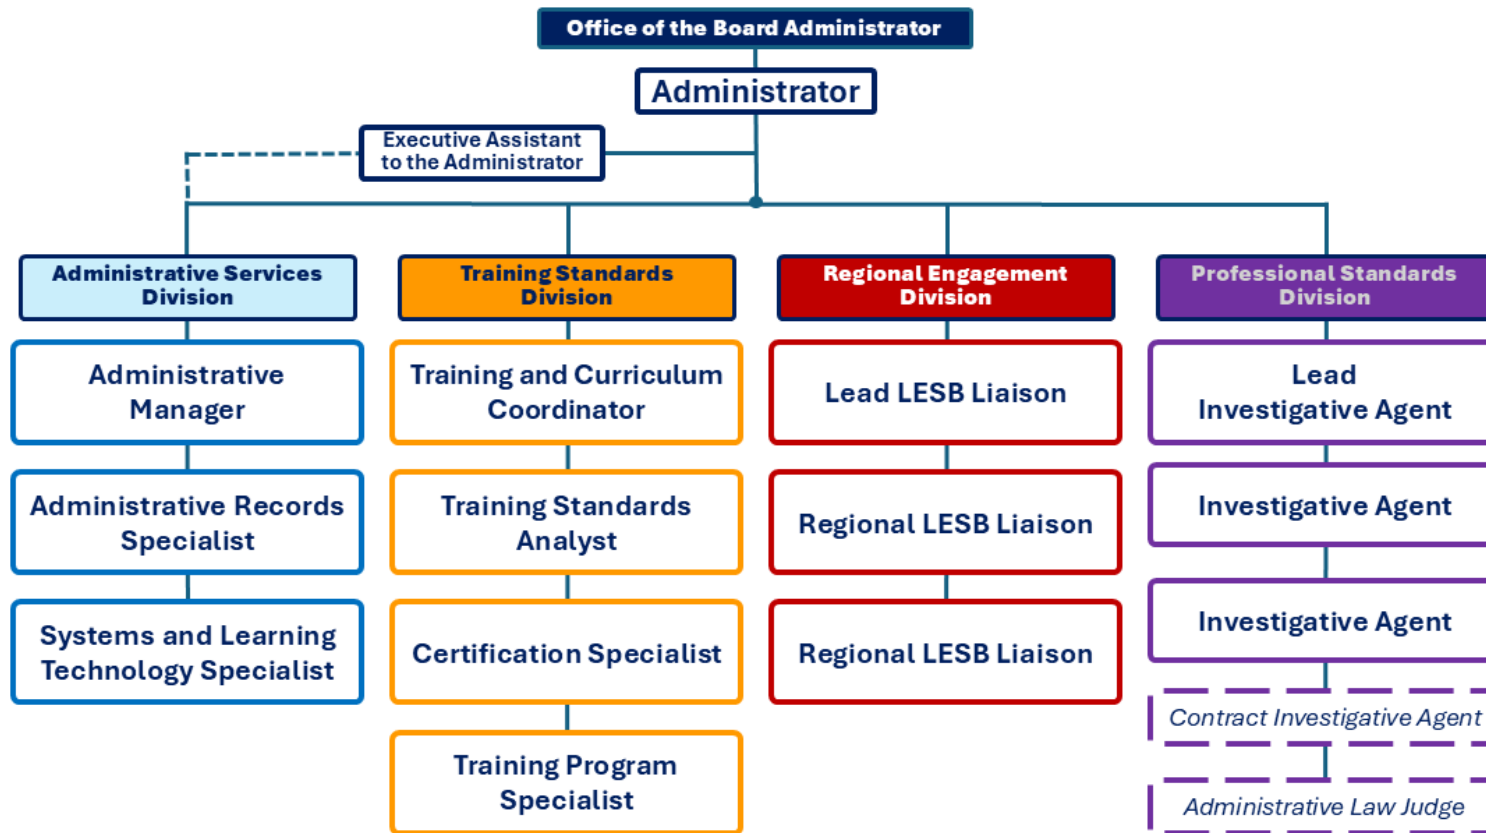 Office of the Board Administrator
Administrator
Executive Assistant
to the Administrator
Administrative Services
Division
Administrative
Manager
Administrative Records
Specialist
Systems and Learning
Technology Specialist
Training Standards
Division
Training and Curriculum
Coordinator
Training Standards
Analyst
Certification Specialist
Training Program
Specialist
Regional Engagement
Division
Lead LESB Liaison
Regional LESB Liaison
Regional LESB Liaison
Professional Standards
Division
Lead
Investigative Agent
Investigative Agent
Investigative Agent
Contract Investigative Agent
Administrative Law Judge